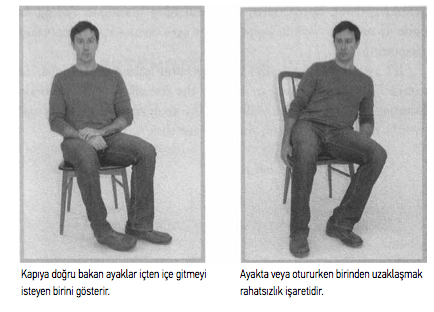 Kapıya doğru bakan ayaklar içten içe gitmeyi
isteyen birini gösterir.
Ayakta veya otururken birinden uzaklaşmak
rahatsızlık işaretidir.